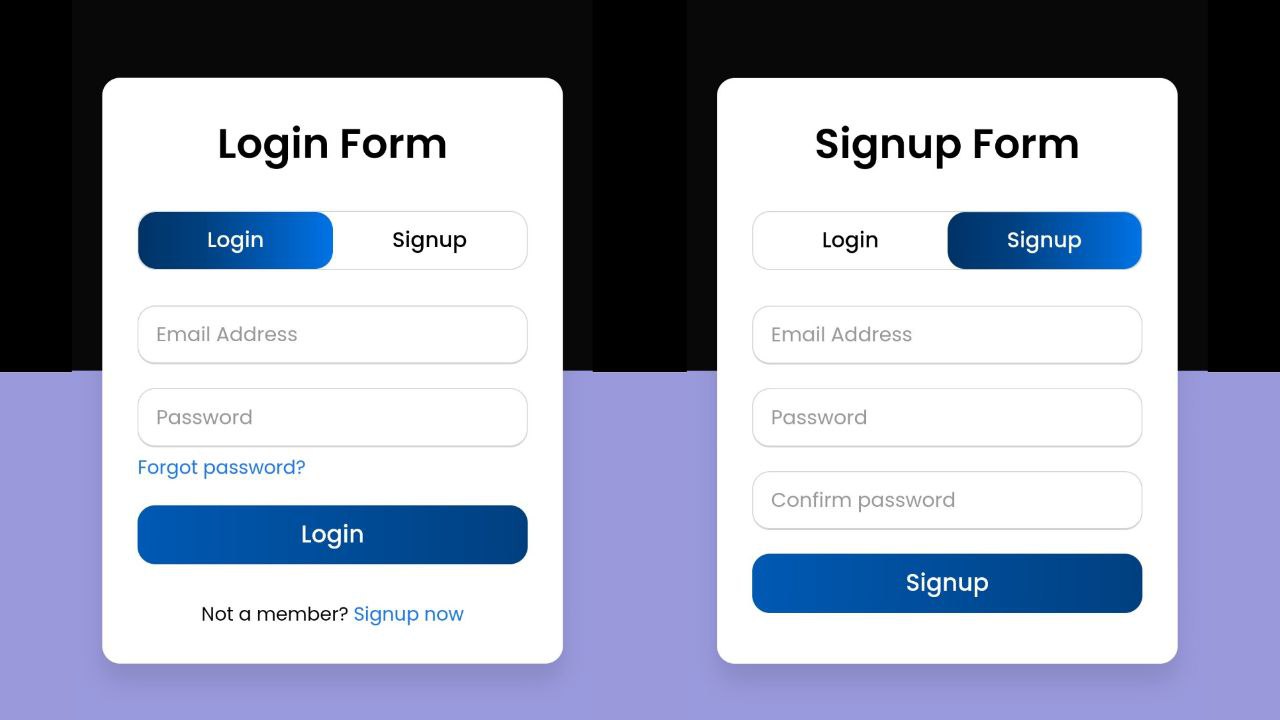 Login Form
Login Signup
Email Address
Password
Forgot password?
Login
Not a member? Signup now
Signup Form
Login Signup
Email Address
Password
Confirm password
Signup